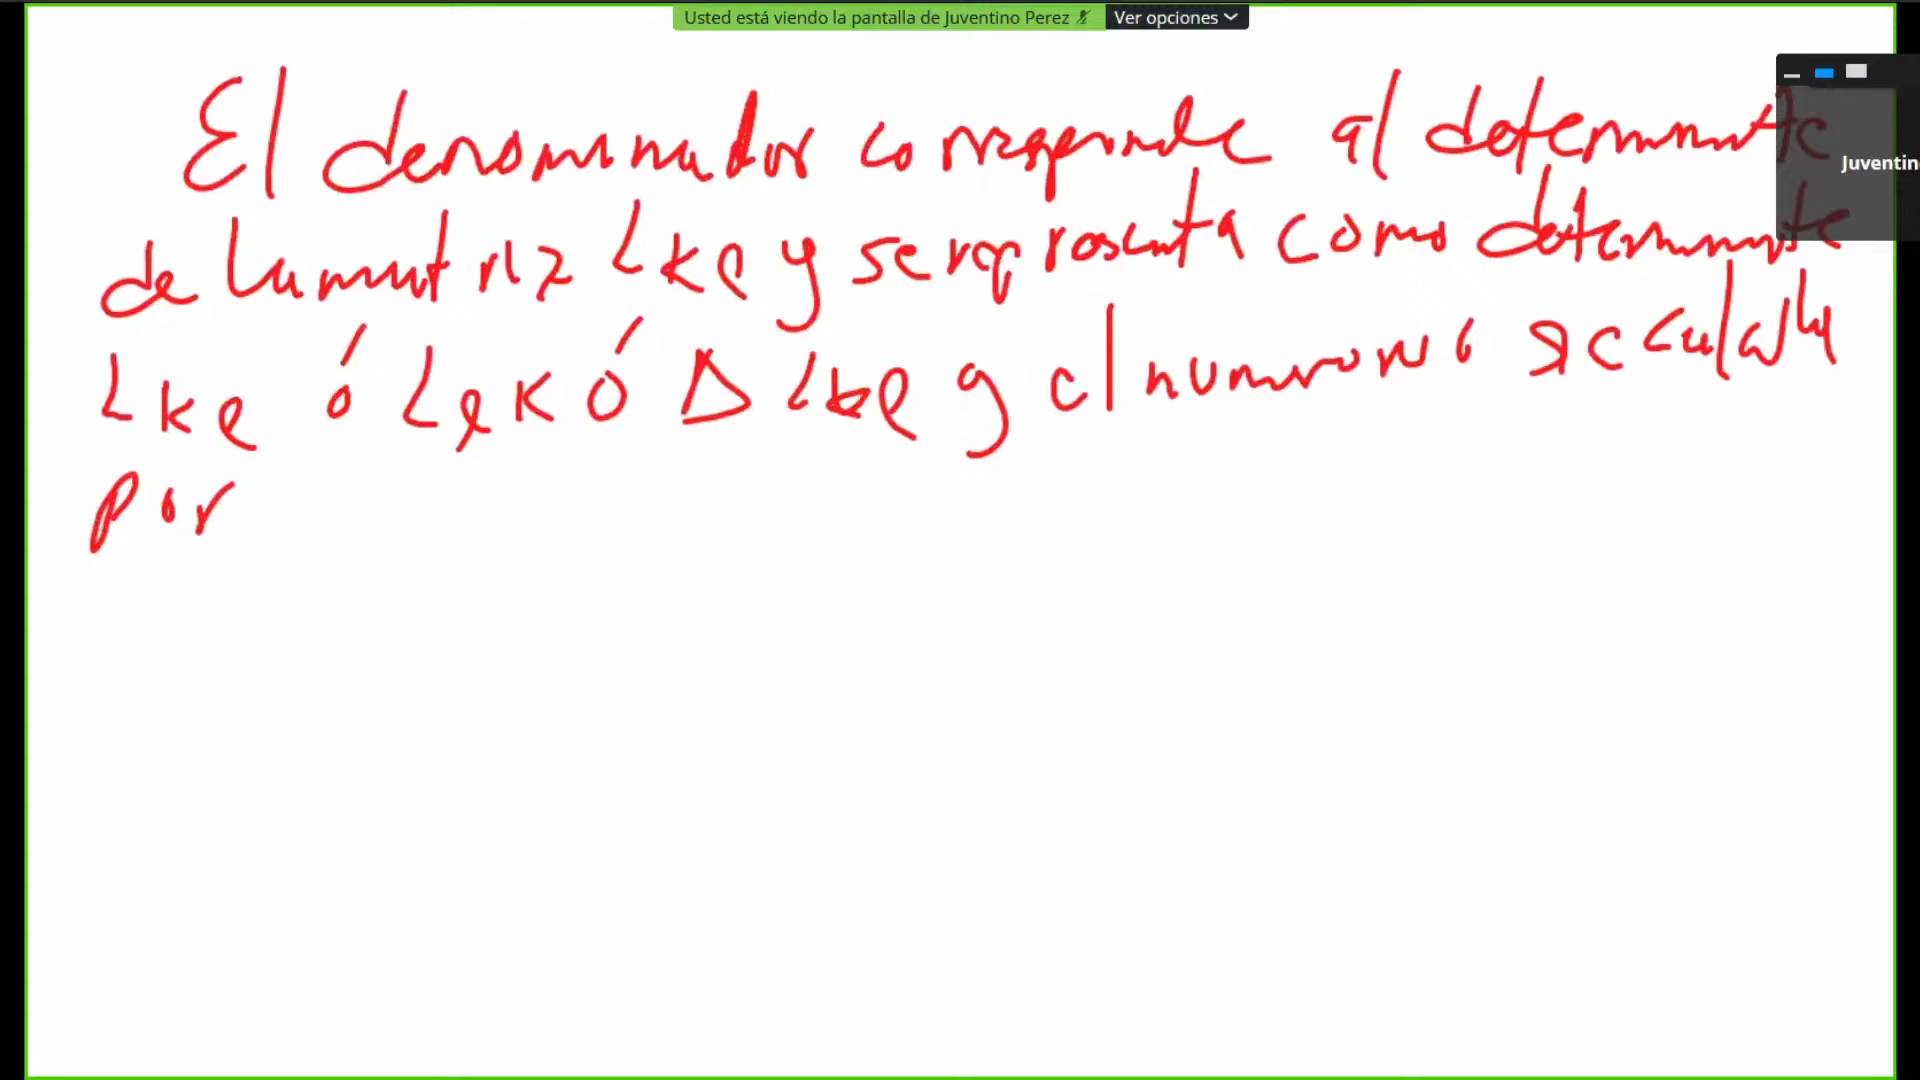 Usted está viendo la pantalla de Juventino Perez Ver opciones
El denominador corresponde al determinante
Juventin
de la matriz Lke y se representa como determinante
Lke ó Lek ó Δ Lke y el numerador se calcula
por